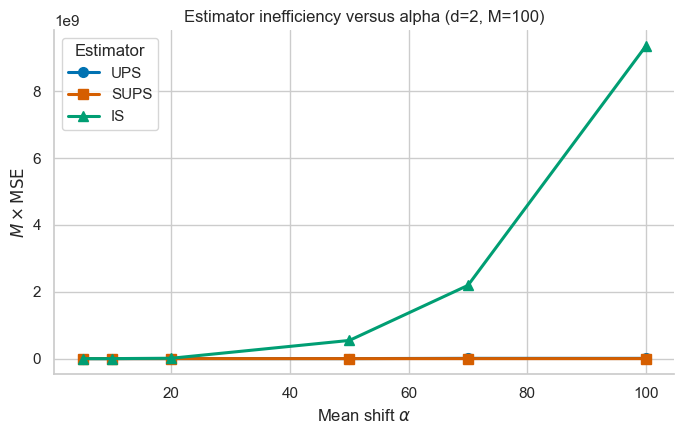 Estimator inefficiency versus alpha (d=2, M=100)
1e9
Estimator
UPS
SUPS
IS
8
6
4
2
0
M × MSE
20 40 60 80 100
Mean shift α